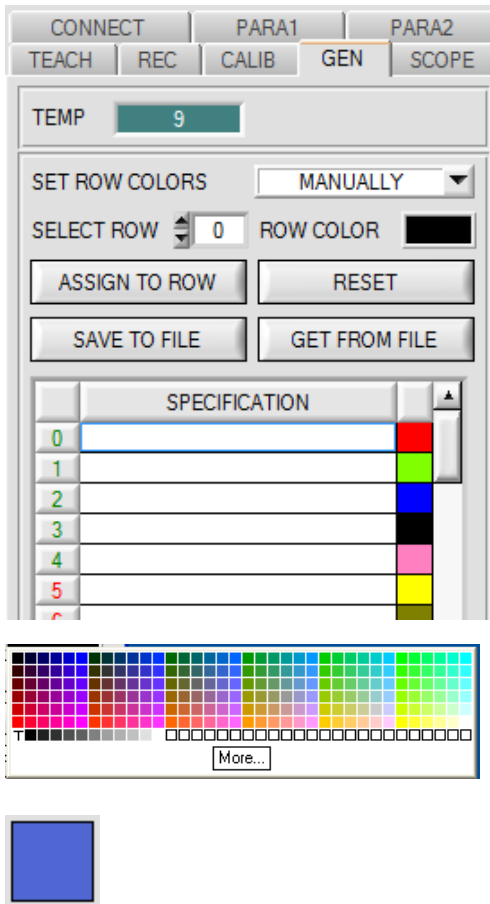 CONNECT PARA1 PARA2
TEACH REC CALIB GEN SCOPE
TEMP 9
SET ROW COLORS MANUALLY
SELECT ROW 0 ROW COLOR
ASSIGN TO ROW RESET
SAVE TO FILE GET FROM FILE
SPECIFICATION
0
1
2
3
4
5
T
More...